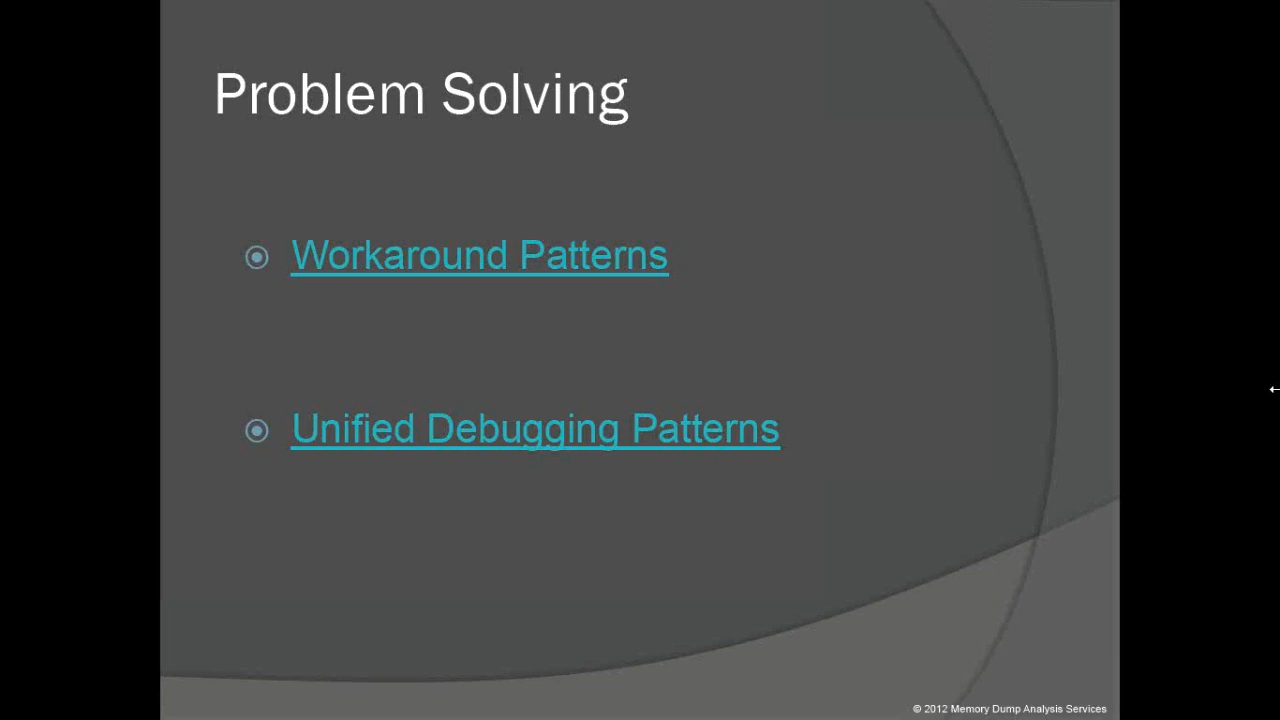 Problem Solving
Workaround Patterns
Unified Debugging Patterns
© 2012 Memory Dump Analysis Services